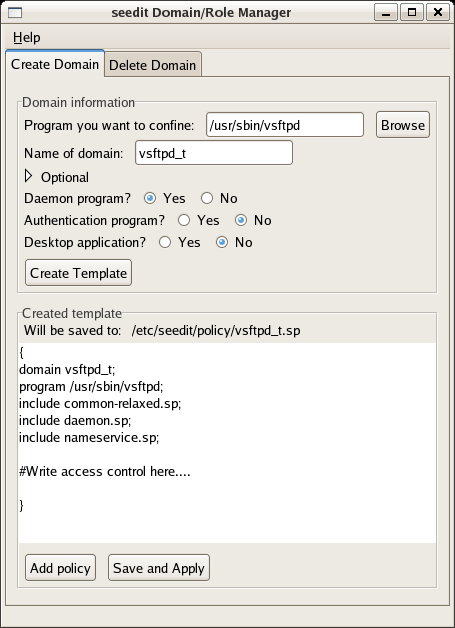 seedit Domain/Role Manager
Help
Create Domain Delete Domain
Domain information
Program you want to confine: /usr/sbin/vsftpd Browse
Name of domain: vsftpd_t
Optional
Daemon program? Yes No
Authentication program? Yes No
Desktop application? Yes No
Create Template
Created template
Will be saved to: /etc/seedit/policy/vsftpd_t.sp
{
domain vsftpd_t;
program /usr/sbin/vsftpd;
include common-relaxed.sp;
include daemon.sp;
include nameservice.sp;
#Write access control here....
}
Add policy Save and Apply